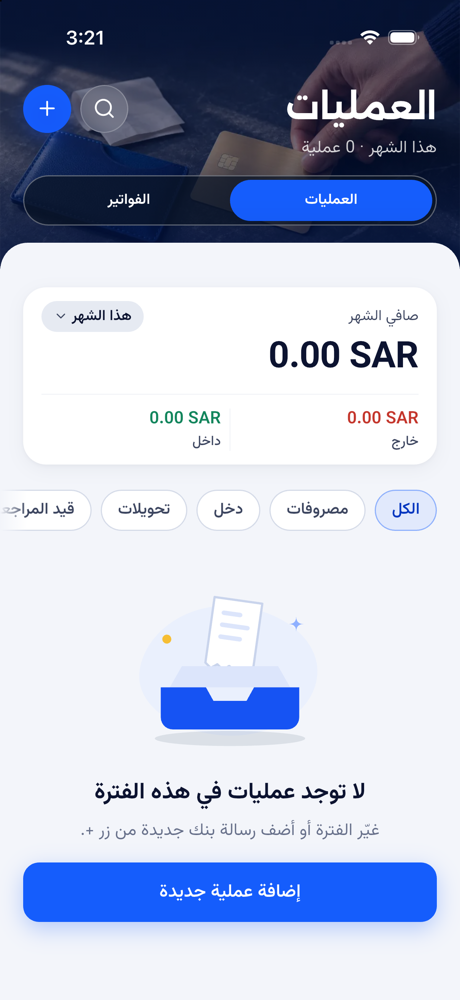 3:21
العمليات
هذا الشهر · 0 عملية
العمليات
الفواتير
صافي الشهر
هذا الشهر
0.00 SAR
0.00 SAR
خارج
0.00 SAR
داخل
الكل
مصروفات
دخل
تحويلات
قيد المراجع
لا توجد عمليات في هذه الفترة
غيّر الفترة أو أضف رسالة بنك جديدة من زر +.
إضافة عملية جديدة